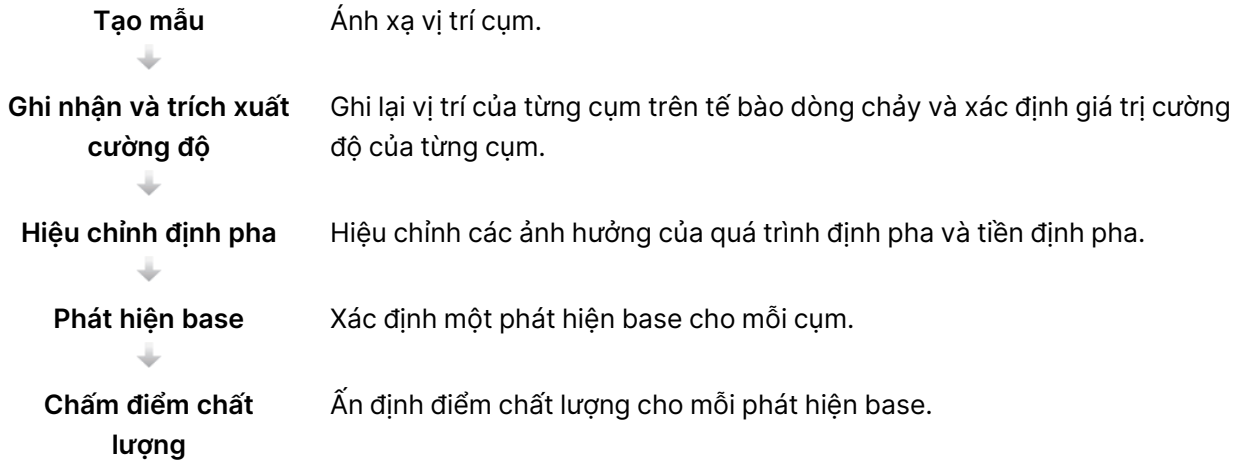 Tạo mẫu
Ánh xạ vị trí cụm.
Ghi nhận và trích xuất
cường độ
Ghi lại vị trí của từng cụm trên tế bào dòng chảy và xác định giá trị cường
độ của từng cụm.
Hiệu chỉnh định pha
Hiệu chỉnh các ảnh hưởng của quá trình định pha và tiền định pha.
Phát hiện base
Xác định một phát hiện base cho mỗi cụm.
Chấm điểm chất
lượng
Ấn định điểm chất lượng cho mỗi phát hiện base.